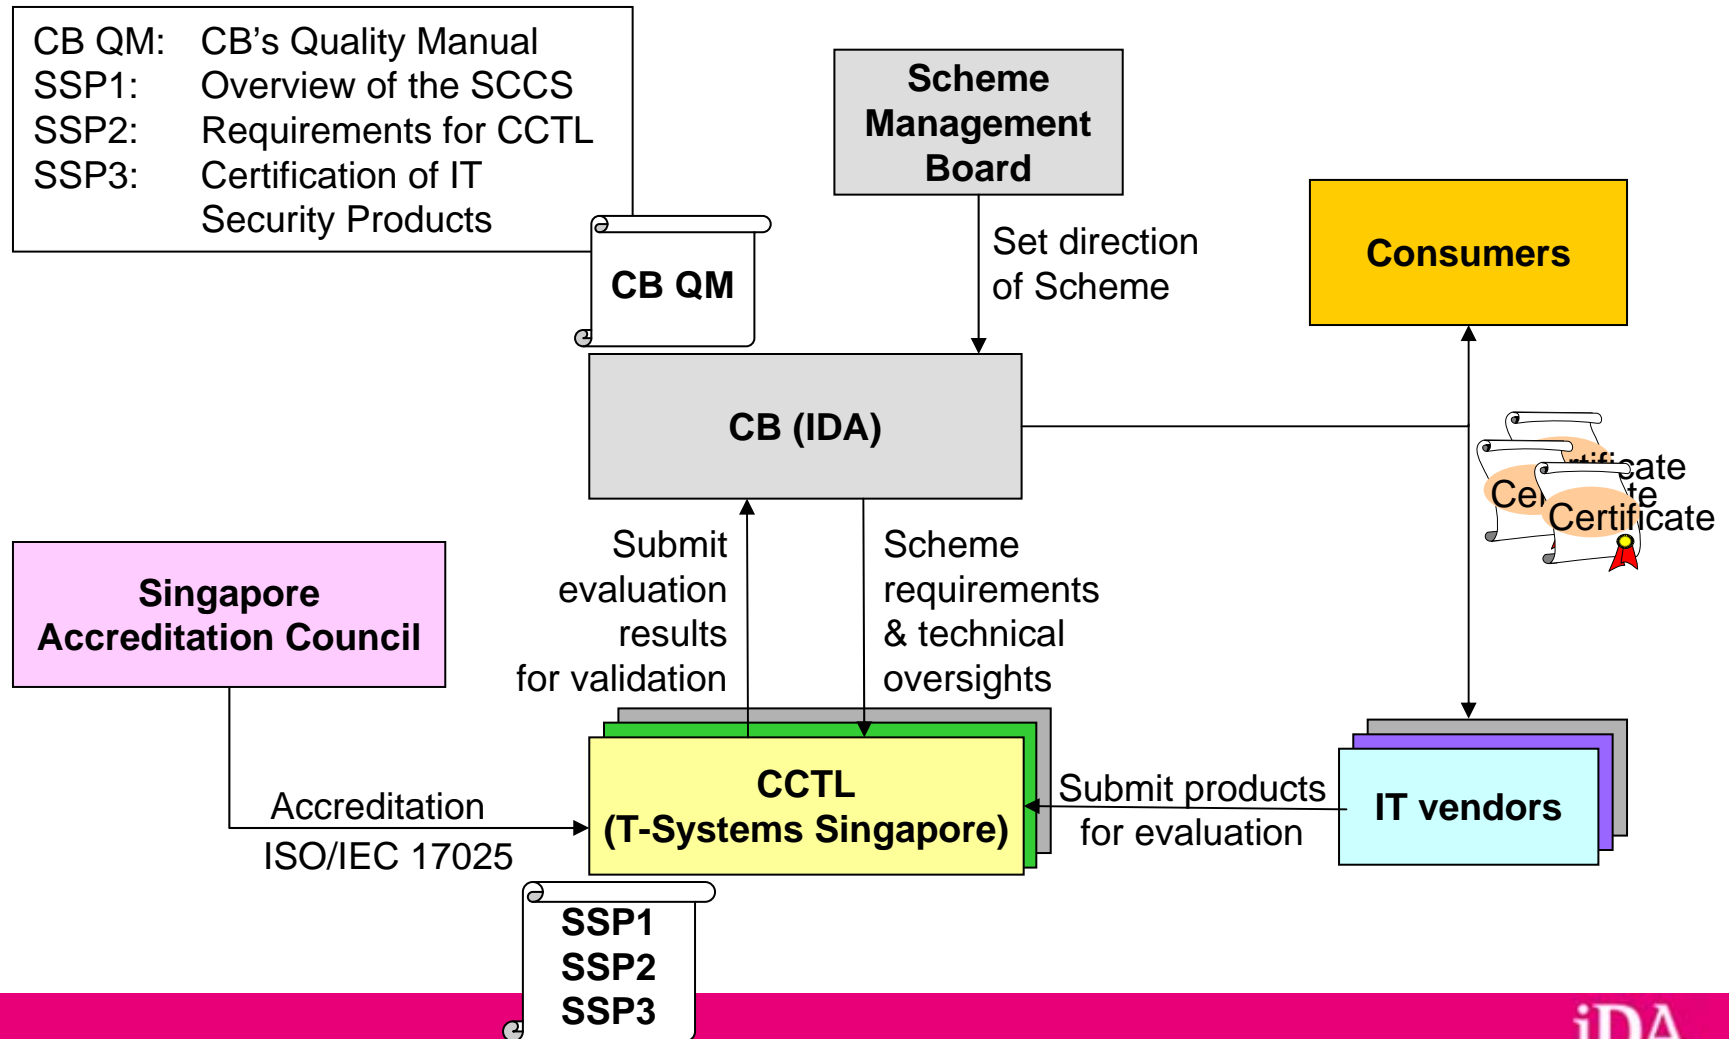 CB QM: CB's Quality Manual
SSP1: Overview of the SCCS
SSP2: Requirements for CCTL
SSP3: Certification of IT
Security Products
CB QM
Scheme
Management
Board
Set direction
of Scheme
Consumers
CB (IDA)
Certificate
Submit
evaluation
results
for validation
Scheme
requirements
& technical
oversights
Singapore
Accreditation Council
Accreditation
ISO/IEC 17025
CCTL
(T-Systems Singapore)
Submit products
for evaluation
IT vendors
SSP1
SSP2
SSP3
iDA